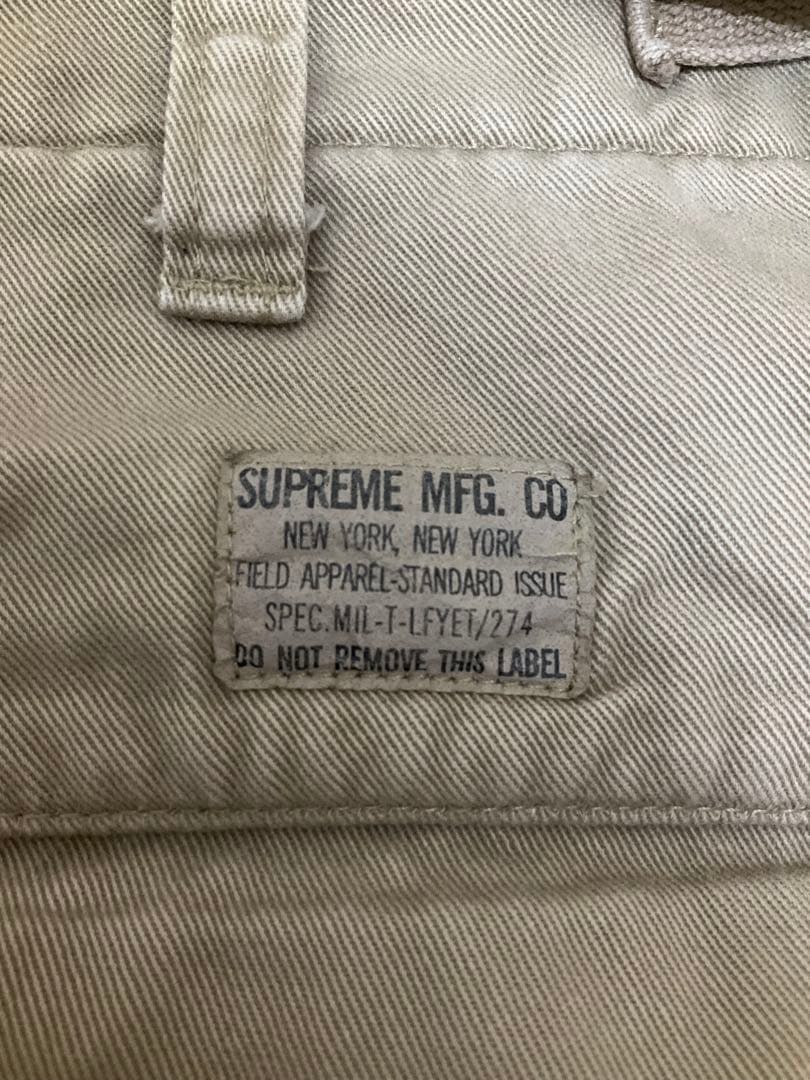 SUPREME MFG. CO
NEW YORK, NEW YORK
FIELD APPAREL-STANDARD ISSUE
SPEC.MIL-T-LFYET/274
DO NOT REMOVE THIS LABEL